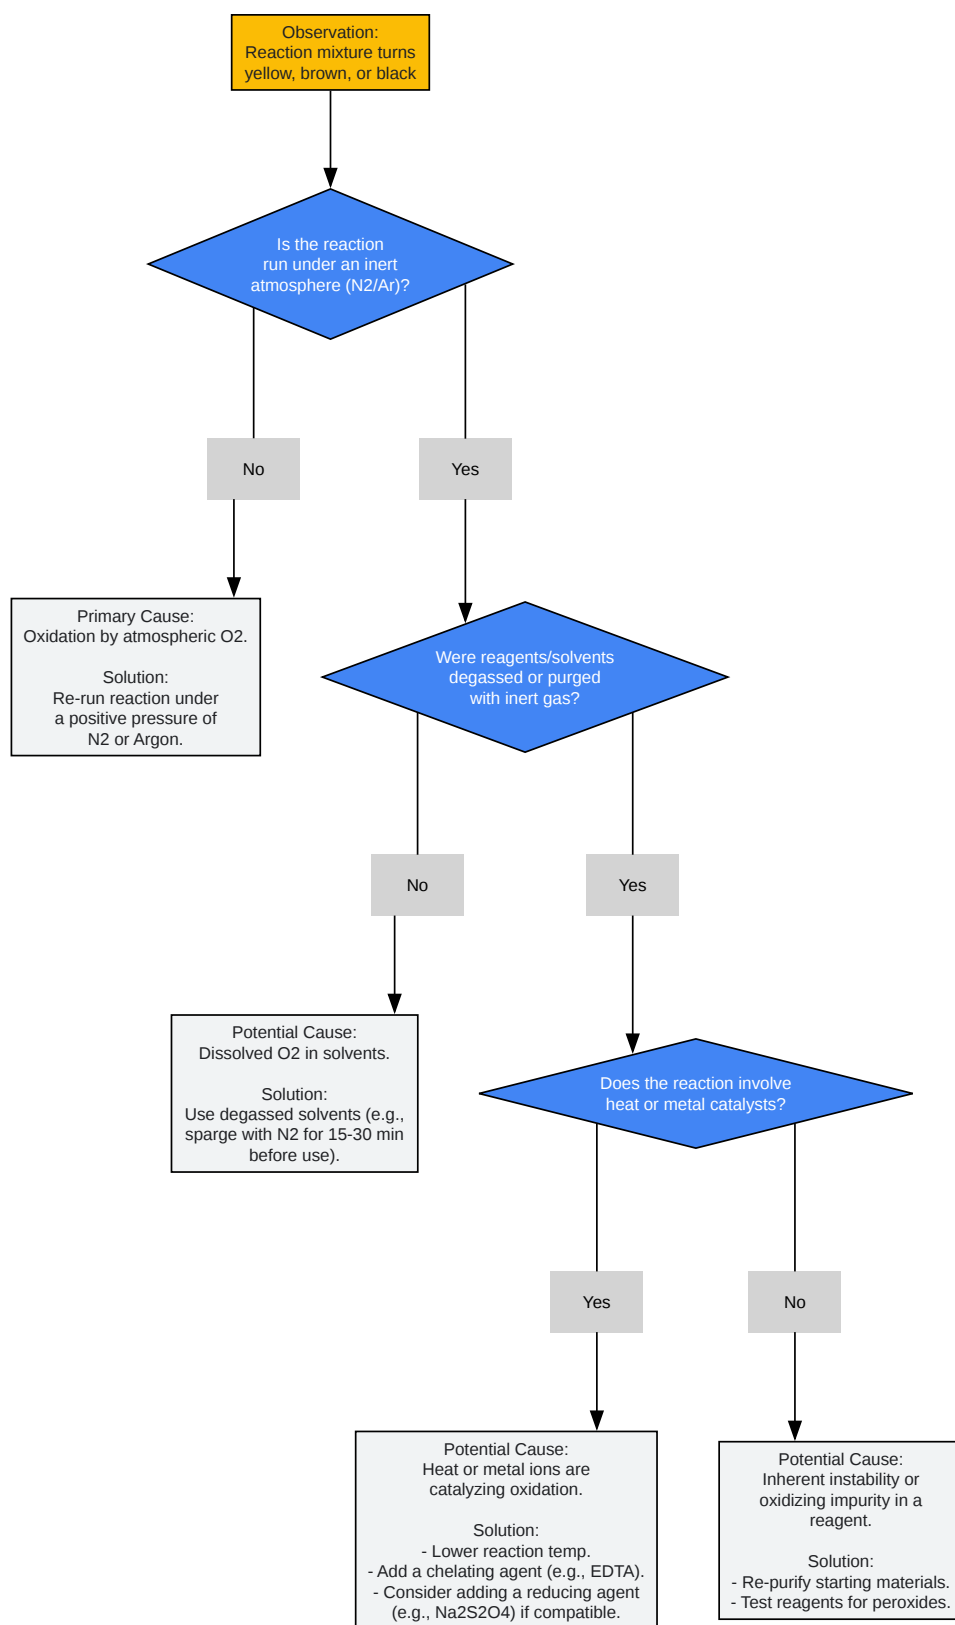 Observation:
Reaction mixture turns
yellow, brown, or black
Is the reaction
run under an inert
atmosphere (N2/Ar)?
No
Yes
Primary Cause:
Oxidation by atmospheric O2.
Solution:
Re-run reaction under
a positive pressure of
N2 or Argon.
Were reagents/solvents
degassed or purged
with inert gas?
No
Yes
Potential Cause:
Dissolved O2 in solvents.
Solution:
Use degassed solvents (e.g.,
sparge with N2 for 15-30 min
before use).
Does the reaction involve
heat or metal catalysts?
Yes
No
Potential Cause:
Heat or metal ions are
catalyzing oxidation.
Solution:
- Lower reaction temp.
- Add a chelating agent (e.g., EDTA).
- Consider adding a reducing agent
(e.g., Na2S2O4) if compatible.
Potential Cause:
Inherent instability or
oxidizing impurity in a
reagent.
Solution:
- Re-purify starting materials.
- Test reagents for peroxides.